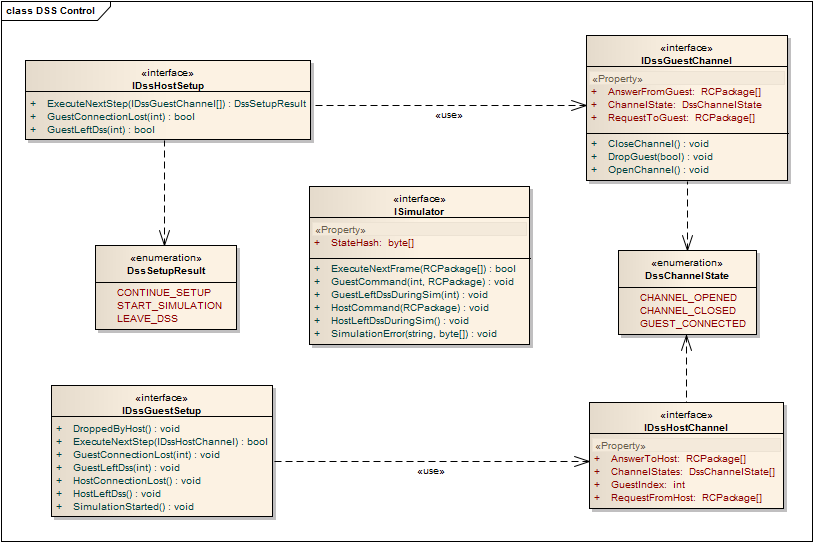 class DSS Control
«interface»
IDssHostSetup
+ ExecuteNextStep(IDssGuestChannel[]) : DssSetupResult
+ GuestConnectionLost(int) : bool
+ GuestLeftDss(int) : bool
«use»
«interface»
IDssGuestChannel
«Property»
+ AnswerFromGuest: RCPackage[]
+ ChannelState: DssChannelState
+ RequestToGuest: RCPackage[]
+ CloseChannel() : void
+ DropGuest(bool) : void
+ OpenChannel() : void
«interface»
ISimulator
«Property»
+ StateHash: byte[]
+ ExecuteNextFrame(RCPackage[]) : bool
+ GuestCommand(int, RCPackage) : void
+ GuestLeftDssDuringSim(int) : void
+ HostCommand(RCPackage) : void
+ HostLeftDssDuringSim() : void
+ SimulationError(string, byte[]) : void
«enumeration»
DssSetupResult
CONTINUE_SETUP
START_SIMULATION
LEAVE_DSS
«enumeration»
DssChannelState
CHANNEL_OPENED
CHANNEL_CLOSED
GUEST_CONNECTED
«interface»
IDssGuestSetup
+ DroppedByHost() : void
+ ExecuteNextStep(IDssHostChannel) : bool
+ GuestConnectionLost(int) : void
+ GuestLeftDss(int) : void
+ HostConnectionLost() : void
+ HostLeftDss() : void
+ SimulationStarted() : void
«use»
«interface»
IDssHostChannel
«Property»
+ AnswerToHost: RCPackage[]
+ ChannelStates: DssChannelState[]
+ GuestIndex: int
+ RequestFromHost: RCPackage[]